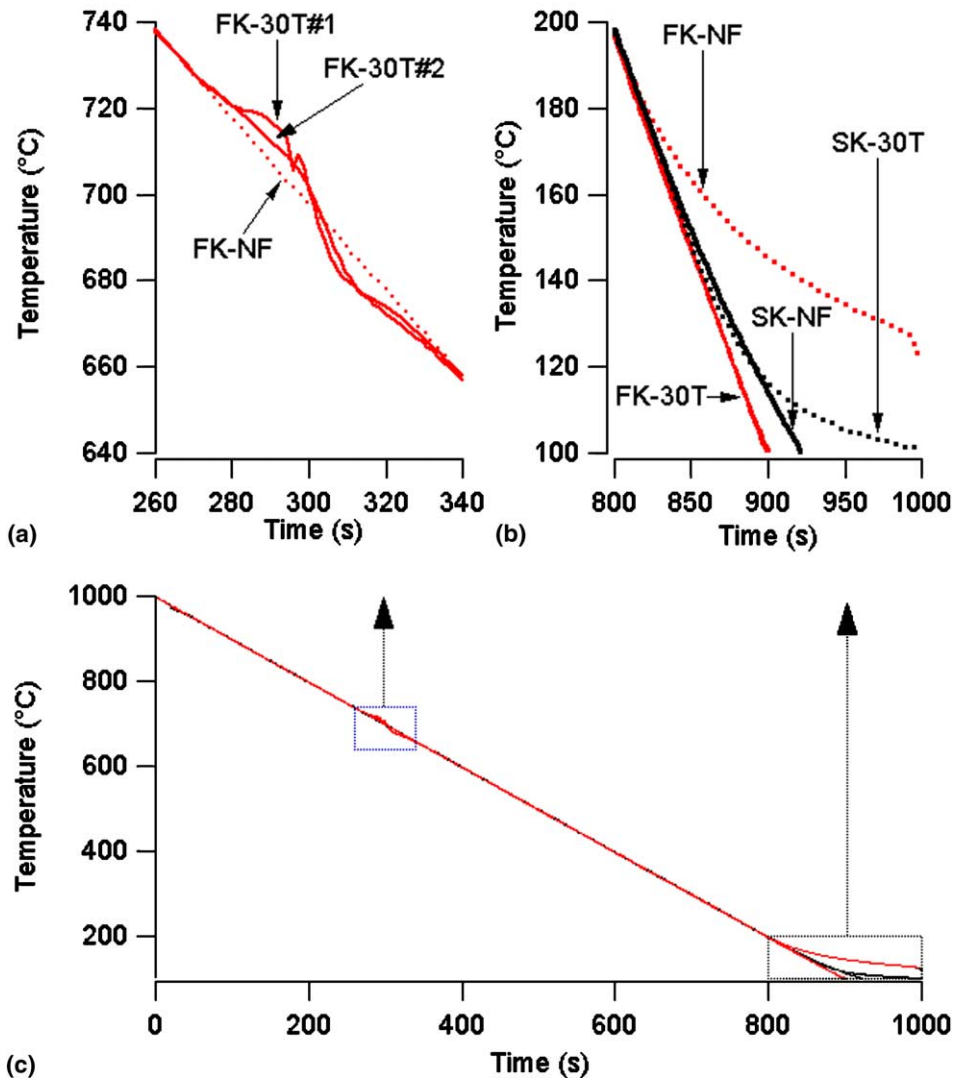 740
720
700
680
660
640
Temperature (°C)
FK-30T#1
FK-30T#2
FK-NF
260 280 300 320 340
Time (s)
(a)
200
180
160
140
120
100
Temperature (°C)
FK-NF
SK-30T
SK-NF
FK-30T
800 850 900 950 1000
Time (s)
(b)
1000
800
600
400
200
Temperature (°C)
0 200 400 600 800 1000
Time (s)
(c)